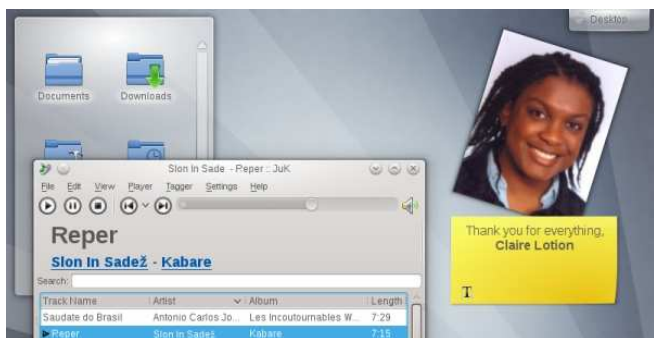 Desktop
Documents
Downloads
Slon In Sade - Reper :: JuK
File Edit View Player Tagger Settings Help
Reper
Slon In Sadež - Kabare
Search:
Track Name Artist Album Length
Saudate do Brasil Antonio Carlos Jo... Les Incoutournables W... 7:29
Reper Slon In Sadež Kabare 7:15
Thank you for everything,
Claire Lotion
T